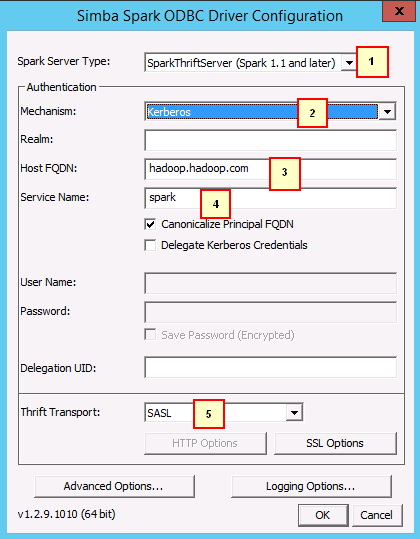 Simba Spark ODBC Driver Configuration
x
Spark Server Type: SparkThriftServer (Spark 1.1 and later) 1
Authentication
Mechanism: Kerberos 2
Realm:
Host FQDN: hadoop.hadoop.com 3
Service Name: spark 4
Canonicalize Principal FQDN
Delegate Kerberos Credentials
User Name:
Password:
Save Password (Encrypted)
Delegation UID:
Thrift Transport: SASL 5
HTTP Options SSL Options
Advanced Options... Logging Options...
v1.2.9.1010 (64 bit) OK Cancel